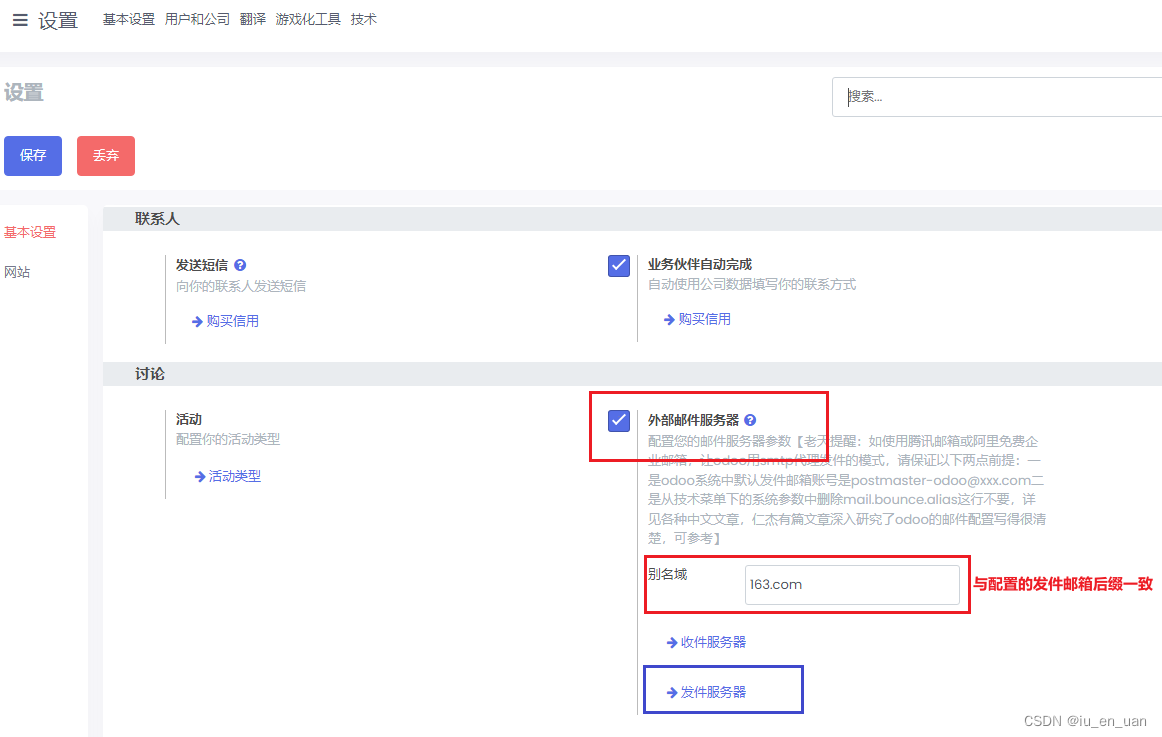 设置 基本设置 用户和公司 翻译 游戏化工具 技术
设置
搜索...
保存 丢弃
基本设置
网站
联系人
发送短信
向你的联系人发送短信
购买信用
业务伙伴自动完成
自动使用公司数据填写你的联系方式
购买信用
讨论
活动
配置你的活动类型
活动类型
外部邮件服务器
配置您的邮件服务器参数【老天提醒：如使用腾讯邮箱或阿里免费企
业邮箱，让odoo用smtp代理发件的模式，请保证以下两点前提：一
是odoo系统中默认发件邮箱账号是postmaster-odoo@xxx.com二
是从技术菜单下的系统参数中删除mail.bounce.alias这行不要，详
见各种中文文章，仁杰有篇文章深入研究了odoo的邮件配置写得很清
楚，可参考】
别名域 163.com 与配置的发件邮箱后缀一致
收件服务器
发件服务器
CSDN @iu_en_uan